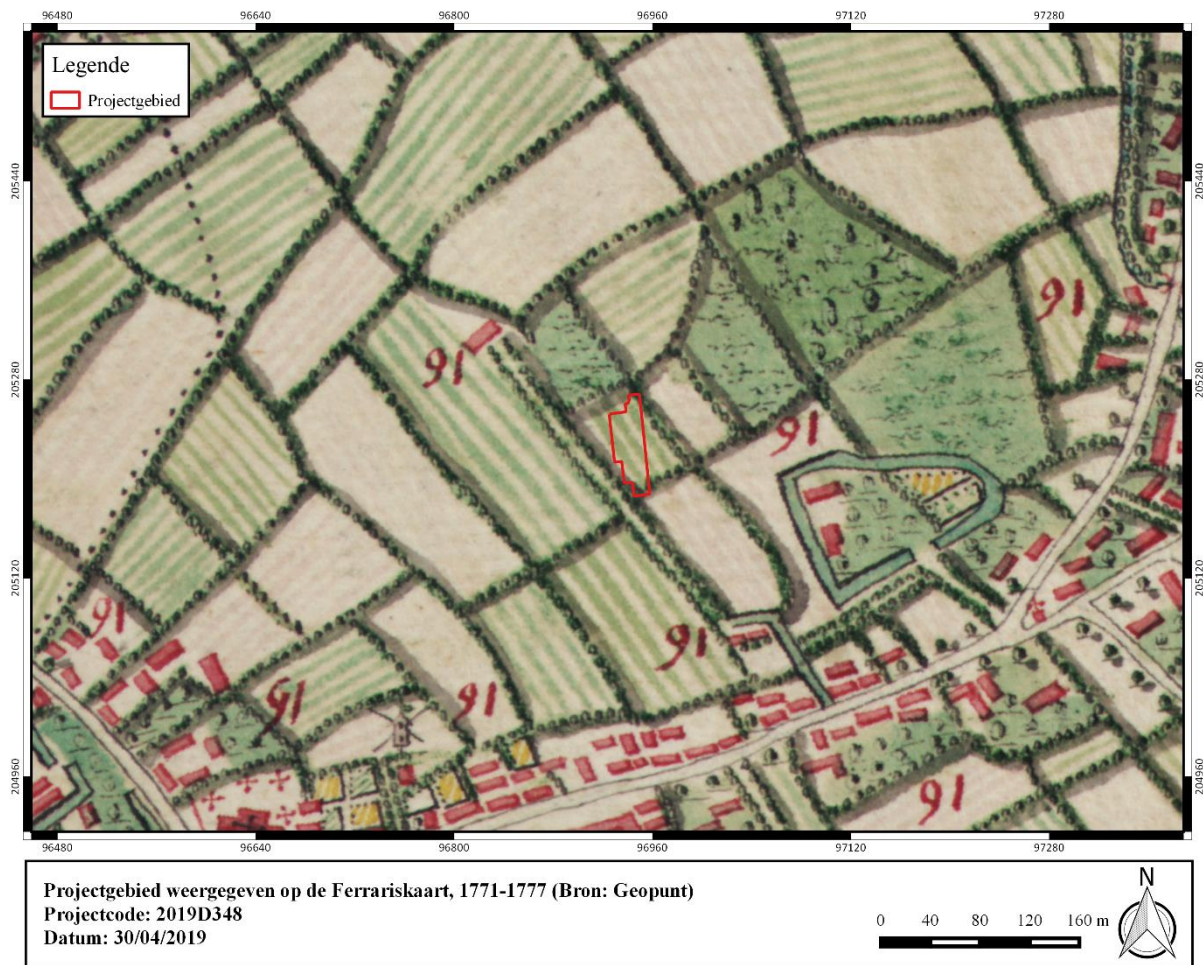 96480 96640 96800 96960 97120 97280
Legende
Projectgebied
205440 205440
91
91
205280 205280
91
205120 205120
91
91
91
91
91
204960 204960
96480 96640 96800 96960 97120 97280
Projectgebied weergegeven op de Ferrariskaart, 1771-1777 (Bron: Geopunt)
Projectcode: 2019D348
Datum: 30/04/2019
0 40 80 120 160 m
N